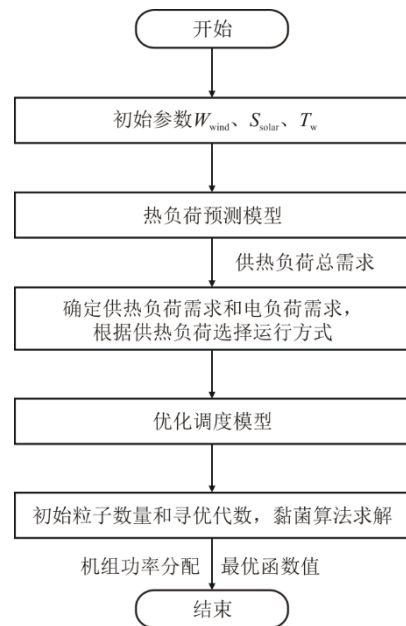 开始
初始参数W_wind、S_solar、T_w
热负荷预测模型
供热负荷总需求
确定供热负荷需求和电负荷需求，
根据供热负荷选择运行方式
优化调度模型
初始粒子数量和寻优代数，黏菌算法求解
机组功率分配 最优函数值
结束